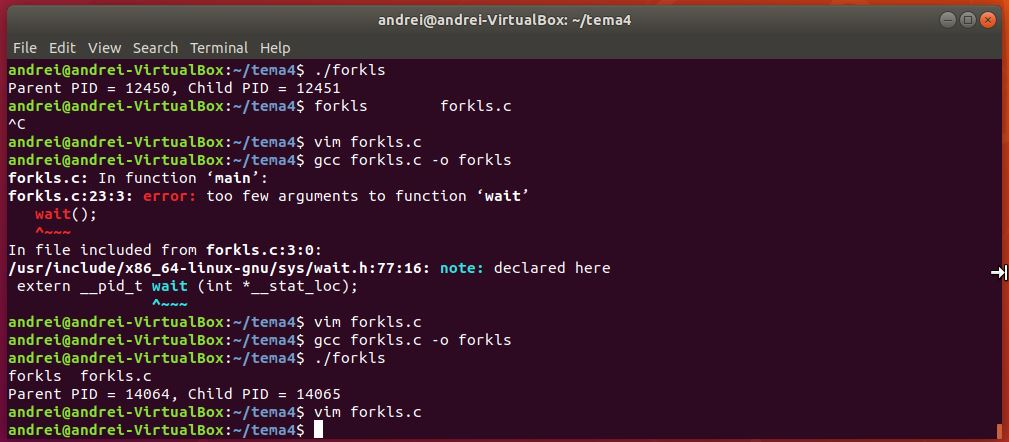 andrei@andrei-VirtualBox: ~/tema4
File Edit View Search Terminal Help
andrei@andrei-VirtualBox:~/tema4$ ./forkls
Parent PID = 12450, Child PID = 12451
andrei@andrei-VirtualBox:~/tema4$ forkls        forkls.c
^C
andrei@andrei-VirtualBox:~/tema4$ vim forkls.c
andrei@andrei-VirtualBox:~/tema4$ gcc forkls.c -o forkls
forkls.c: In function ‘main’:
forkls.c:23:3: error: too few arguments to function ‘wait’
   wait();
   ^~~~
In file included from forkls.c:3:0:
/usr/include/x86_64-linux-gnu/sys/wait.h:77:16: note: declared here
 extern __pid_t wait (int *__stat_loc);
                ^~~~
andrei@andrei-VirtualBox:~/tema4$ vim forkls.c
andrei@andrei-VirtualBox:~/tema4$ gcc forkls.c -o forkls
andrei@andrei-VirtualBox:~/tema4$ ./forkls
forkls  forkls.c
Parent PID = 14064, Child PID = 14065
andrei@andrei-VirtualBox:~/tema4$ vim forkls.c
andrei@andrei-VirtualBox:~/tema4$